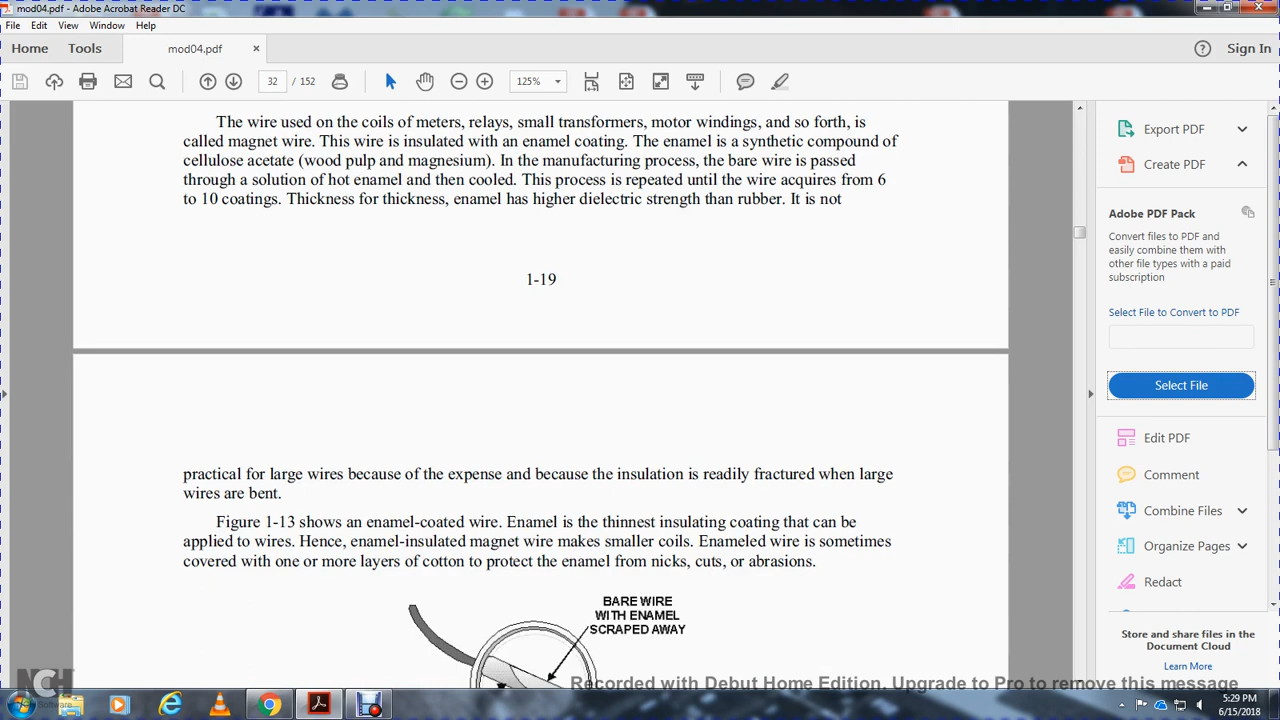 mod04.pdf - Adobe Acrobat Reader DC
File Edit View Window Help
Home Tools mod04.pdf × ? Sign In
32 / 152 125%
The wire used on the coils of meters, relays, small transformers, motor windings, and so forth, is
called magnet wire. This wire is insulated with an enamel coating. The enamel is a synthetic compound of
cellulose acetate (wood pulp and magnesium). In the manufacturing process, the bare wire is passed
through a solution of hot enamel and then cooled. This process is repeated until the wire acquires from 6
to 10 coatings. Thickness for thickness, enamel has higher dielectric strength than rubber. It is not
1-19
practical for large wires because of the expense and because the insulation is readily fractured when large
wires are bent.
Figure 1-13 shows an enamel-coated wire. Enamel is the thinnest insulating coating that can be
applied to wires. Hence, enamel-insulated magnet wire makes smaller coils. Enameled wire is sometimes
covered with one or more layers of cotton to protect the enamel from nicks, cuts, or abrasions.
BARE WIRE
WITH ENAMEL
SCRAPED AWAY
Export PDF
Create PDF
Adobe PDF Pack
Convert files to PDF and
easily combine them with
other file types with a paid
subscription
Select File to Convert to PDF
Select File
Edit PDF
Comment
Combine Files
Organize Pages
Redact
Store and share files in the
Document Cloud
Learn More
NCH Software
Recorded with Debut Home Edition. Upgrade to Pro to remove this message
5:29 PM
6/15/2018